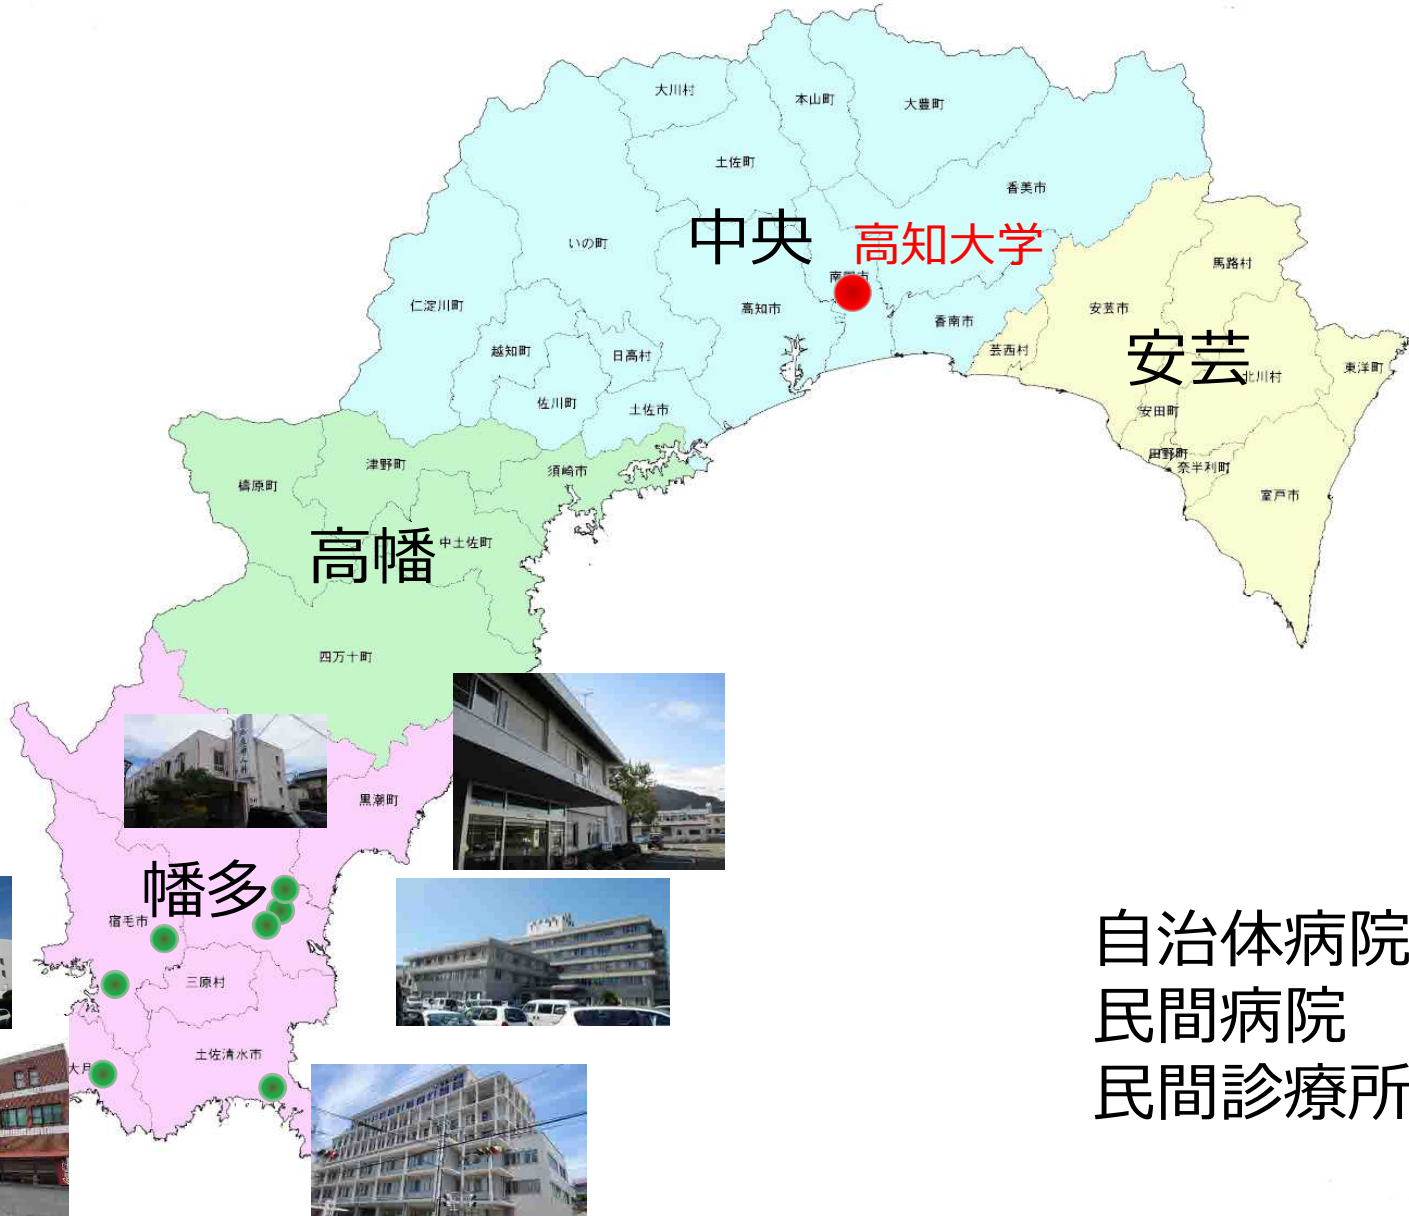 大川村
本山町
大豊町
土佐町
香美市
中央
高知大学
いの町
馬路村
南国市
仁淀川町
高知市
安芸市
香南市
越知町
日高村
芸西村
安芸
東洋町
北川村
佐川町
土佐市
安田町
津野町
田野町
奈半利町
須崎市
檮原町
室戸市
高幡
中土佐町
四万十町
黒潮町
幡多
宿毛市
自治体病院
三原村
民間病院
土佐清水市
大月
民間診療所